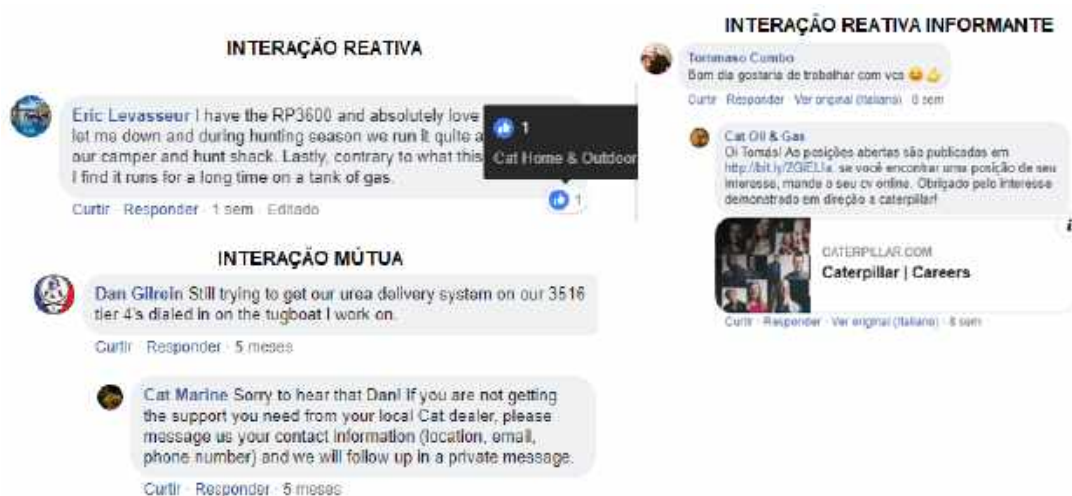 INTERAÇÃO REATIVA
Eric Levasseur I have the RP3600 and absolutely love
let me down and during hunting season we run it quite a
our camper and hunt shack. Lastly, contrary to what this
I find it runs for a long time on a tank of gas.
1
Cat Home & Outdoor
Curtir · Responder · 1 sem · Editado
1
INTERAÇÃO MÚTUA
Dan Gilrein Still trying to get our urea delivery system on our 3516
tier 4's dialed in on the tugboat I work on.
Curtir · Responder · 5 meses
Cat Marine Sorry to hear that Dan! If you are not getting
the support you need from your local Cat dealer, please
message us your contact information (location, email,
phone number) and we will follow up in a private message.
Curtir · Responder · 5 meses
INTERAÇÃO REATIVA INFORMANTE
Tommaso Cumbo
Bom dia gostaria de trabalhar com vcs 😄💪
Curtir · Responder · Ver original (Italiano) · 8 sem
Cat Oil & Gas
Oi Tomás! As posições abertas são publicadas em
se você encontrar uma posição de seu
interesse, mande o seu cv online. Obrigado pelo interesse
demonstrado em direção a caterpillar!
CATERPILLAR.COM
Caterpillar | Careers
Curtir · Responder · Ver original (Italiano) · 8 sem